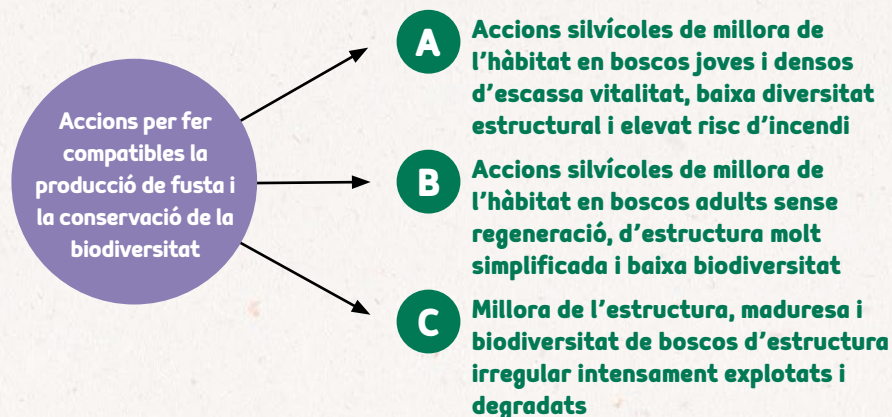 Accions per fer
compatibles la
producció de fusta i
la conservació de la
biodiversitat
A
Accions silvícoles de millora de
l’hàbitat en boscos joves i densos
d’escassa vitalitat, baixa diversitat
estructural i elevat risc d’incendi
B
Accions silvícoles de millora de
l’hàbitat en boscos adults sense
regeneració, d’estructura molt
simplificada i baixa biodiversitat
C
Millora de l’estructura, maduresa i
biodiversitat de boscos d’estructura
irregular intensament explotats i
degradats